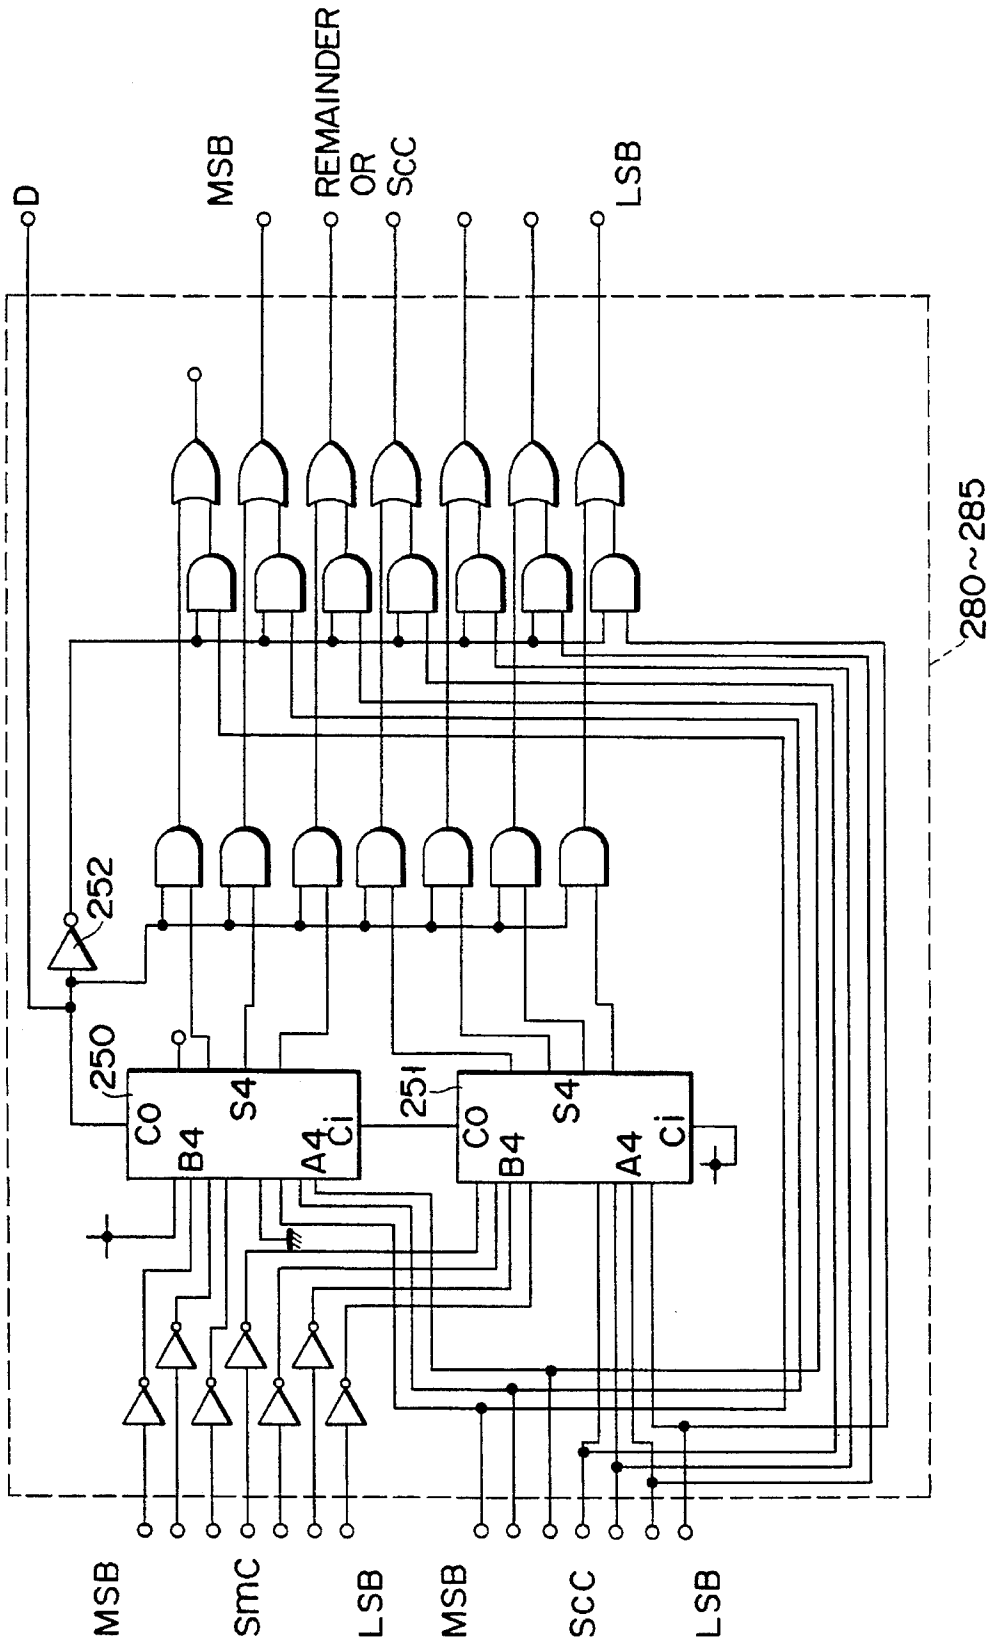 D
MSB
REMAINDER
OR
SCC
LSB
252
250
CO
B4
S4
A4
Ci
251
CO
B4
S4
A4
Ci
280~285
MSB
SmC
LSB
MSB
SCC
LSB